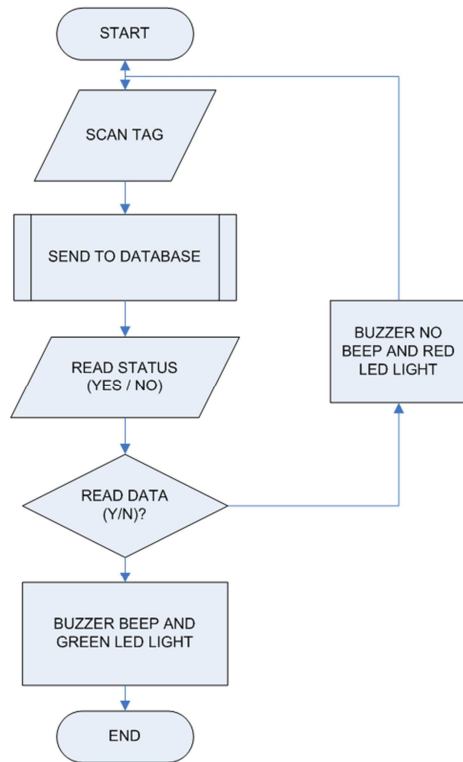 START
SCAN TAG
SEND TO DATABASE
READ STATUS
(YES / NO)
BUZZER NO
BEEP AND RED
LED LIGHT
READ DATA
(Y/N)?
BUZZER BEEP AND
GREEN LED LIGHT
END